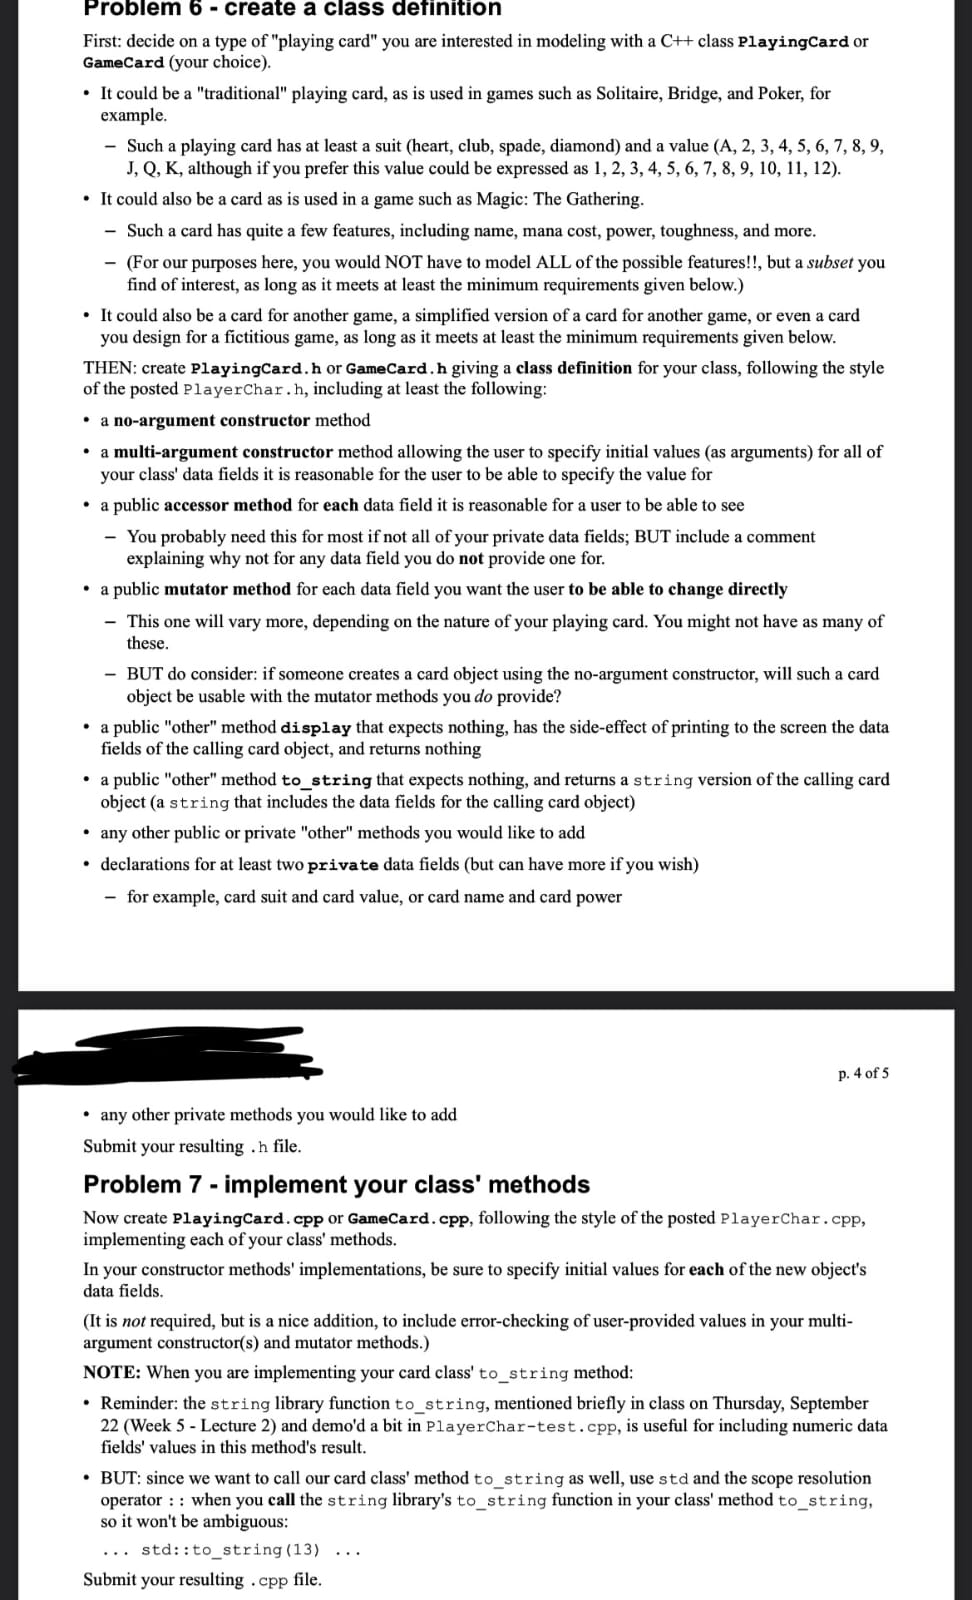 Problem 6 - create a class definition
First: decide on a type of "playing card" you are interested in modeling with a C++ class PlayingCard or
GameCard (your choice).
• It could be a "traditional" playing card, as is used in games such as Solitaire, Bridge, and Poker, for
example.
– Such a playing card has at least a suit (heart, club, spade, diamond) and a value (A, 2, 3, 4, 5, 6, 7, 8, 9,
J, Q, K, although if you prefer this value could be expressed as 1, 2, 3, 4, 5, 6, 7, 8, 9, 10, 11, 12).
• It could also be a card as is used in a game such as Magic: The Gathering.
– Such a card has quite a few features, including name, mana cost, power, toughness, and more.
– (For our purposes here, you would NOT have to model ALL of the possible features!!, but a subset you
find of interest, as long as it meets at least the minimum requirements given below.)
• It could also be a card for another game, a simplified version of a card for another game, or even a card
you design for a fictitious game, as long as it meets at least the minimum requirements given below.
THEN: create PlayingCard.h or GameCard.h giving a class definition for your class, following the style
of the posted PlayerChar.h, including at least the following:
• a no-argument constructor method
• a multi-argument constructor method allowing the user to specify initial values (as arguments) for all of
your class' data fields it is reasonable for the user to be able to specify the value for
• a public accessor method for each data field it is reasonable for a user to be able to see
– You probably need this for most if not all of your private data fields; BUT include a comment
explaining why not for any data field you do not provide one for.
• a public mutator method for each data field you want the user to be able to change directly
– This one will vary more, depending on the nature of your playing card. You might not have as many of
these.
– BUT do consider: if someone creates a card object using the no-argument constructor, will such a card
object be usable with the mutator methods you do provide?
• a public "other" method display that expects nothing, has the side-effect of printing to the screen the data
fields of the calling card object, and returns nothing
• a public "other" method to_string that expects nothing, and returns a string version of the calling card
object (a string that includes the data fields for the calling card object)
• any other public or private "other" methods you would like to add
• declarations for at least two private data fields (but can have more if you wish)
– for example, card suit and card value, or card name and card power
p. 4 of 5
• any other private methods you would like to add
Submit your resulting .h file.
Problem 7 - implement your class' methods
Now create PlayingCard.cpp or GameCard.cpp, following the style of the posted PlayerChar.cpp,
implementing each of your class' methods.
In your constructor methods' implementations, be sure to specify initial values for each of the new object's
data fields.
(It is not required, but is a nice addition, to include error-checking of user-provided values in your multi-
argument constructor(s) and mutator methods.)
NOTE: When you are implementing your card class' to_string method:
• Reminder: the string library function to_string, mentioned briefly in class on Thursday, September
22 (Week 5 - Lecture 2) and demo'd a bit in PlayerChar-test.cpp, is useful for including numeric data
fields' values in this method's result.
• BUT: since we want to call our card class' method to_string as well, use std and the scope resolution
operator :: when you call the string library's to_string function in your class' method to_string,
so it won't be ambiguous:
... std::to_string(13) ...
Submit your resulting .cpp file.